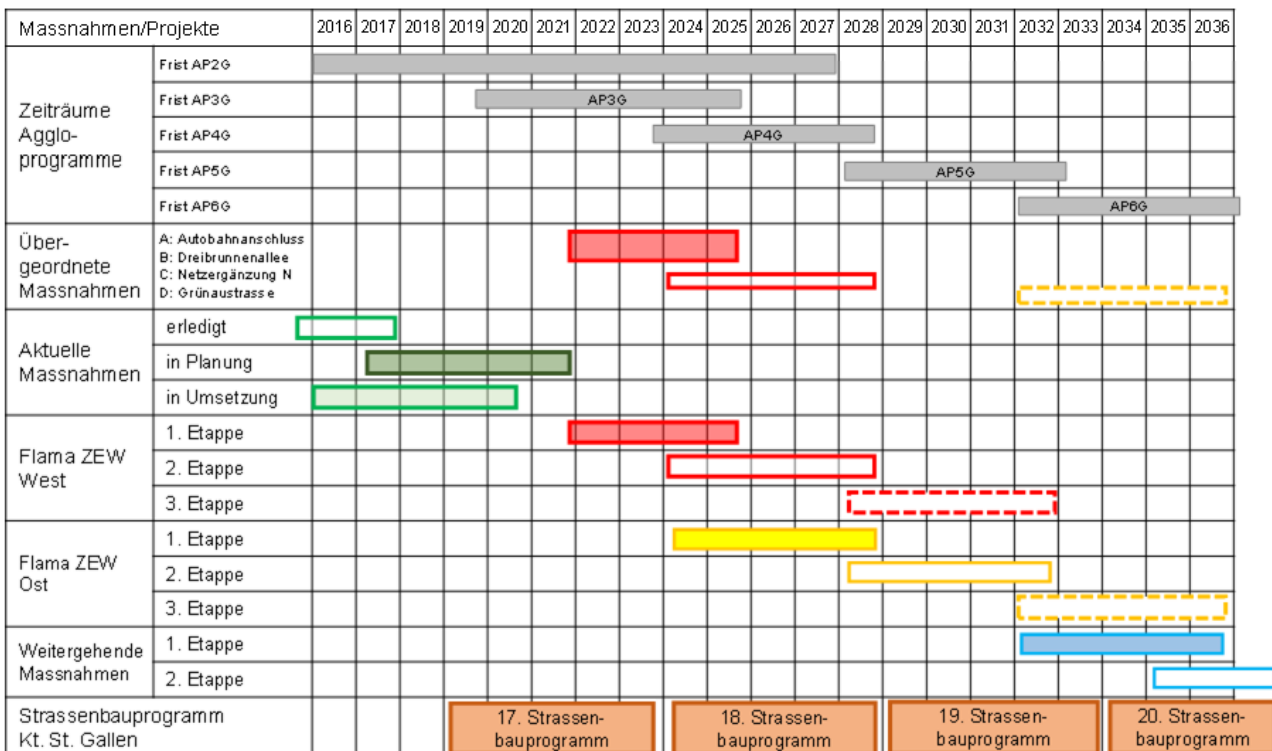 Massnahmen/Projekte 2016 2017 2018 2019 2020 2021 2022 2023 2024 2025 2026 2027 2028 2029 2030 2031 2032 2033 2034 2035 2036
Zeiträume
Agglo-
programme
Frist AP2G
Frist AP3G AP3G
Frist AP4G AP4G
Frist AP5G AP5G
Frist AP6G AP6G
Über-
geordnete
Massnahmen
A: Autobahnanschluss
B: Dreibrunnenallee
C: Netzergänzung N
D: Grünaustrasse
Aktuelle
Massnahmen
erledigt
in Planung
in Umsetzung
Flama ZEW
West
1. Etappe
2. Etappe
3. Etappe
Flama ZEW
Ost
1. Etappe
2. Etappe
3. Etappe
Weitergehende
Massnahmen
1. Etappe
2. Etappe
Strassenbauprogramm
Kt. St. Gallen
17. Strassen-
bauprogramm
18. Strassen-
bauprogramm
19. Strassen-
bauprogramm
20. Strassen-
bauprogramm